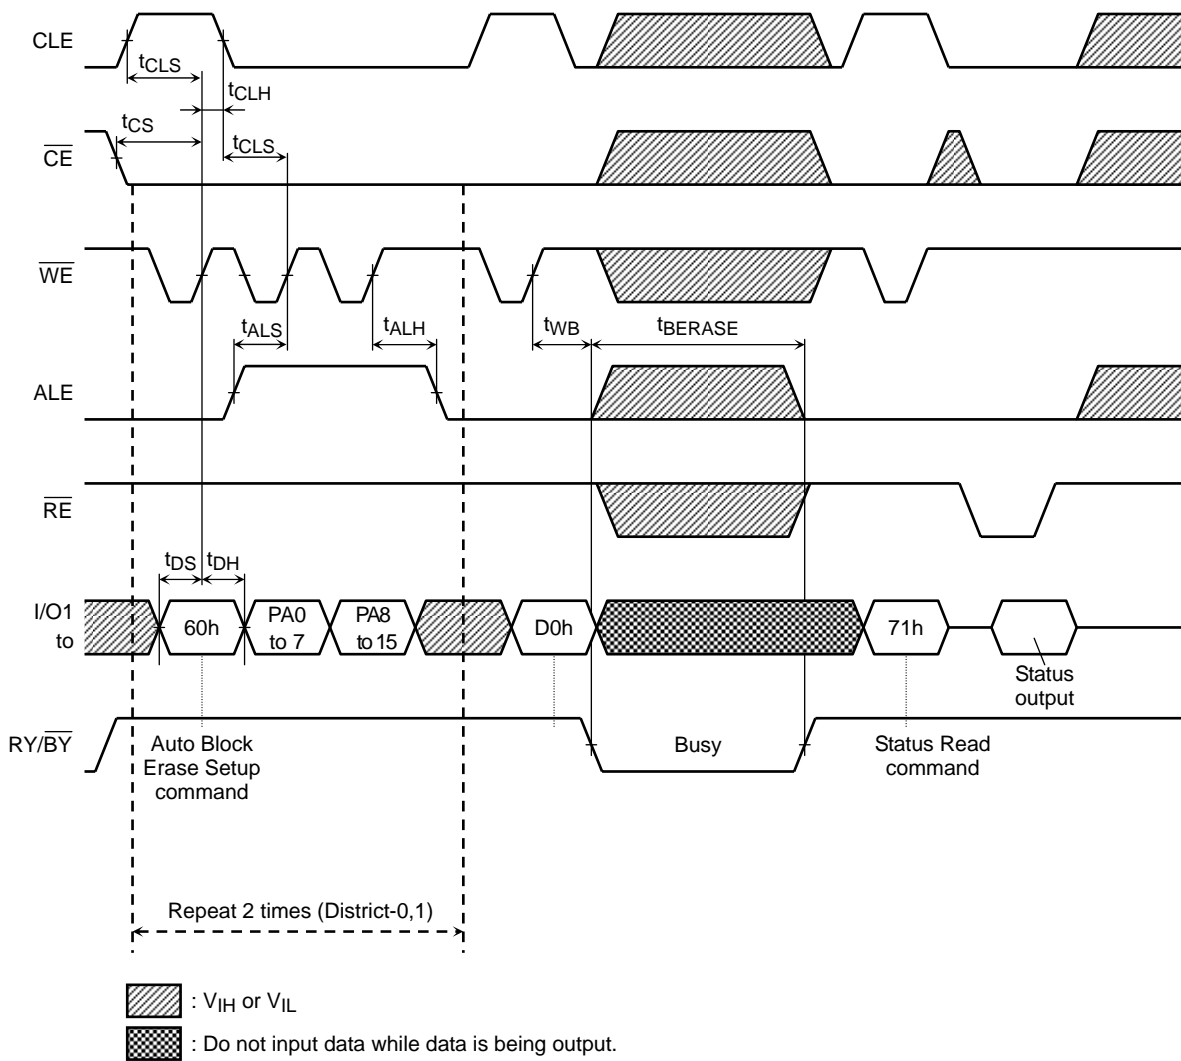 CLE
tCLS
tCLH
tCS
CE
tCLS
WE
tALS
tALH
tWB
tBERASE
ALE
RE
tDS
tDH
I/O1
to
60h
PA0
to 7
PA8
to 15
D0h
71h
Status
output
RY/BY
Auto Block
Erase Setup
command
Busy
Status Read
command
Repeat 2 times (District-0,1)
: VIH or VIL
: Do not input data while data is being output.